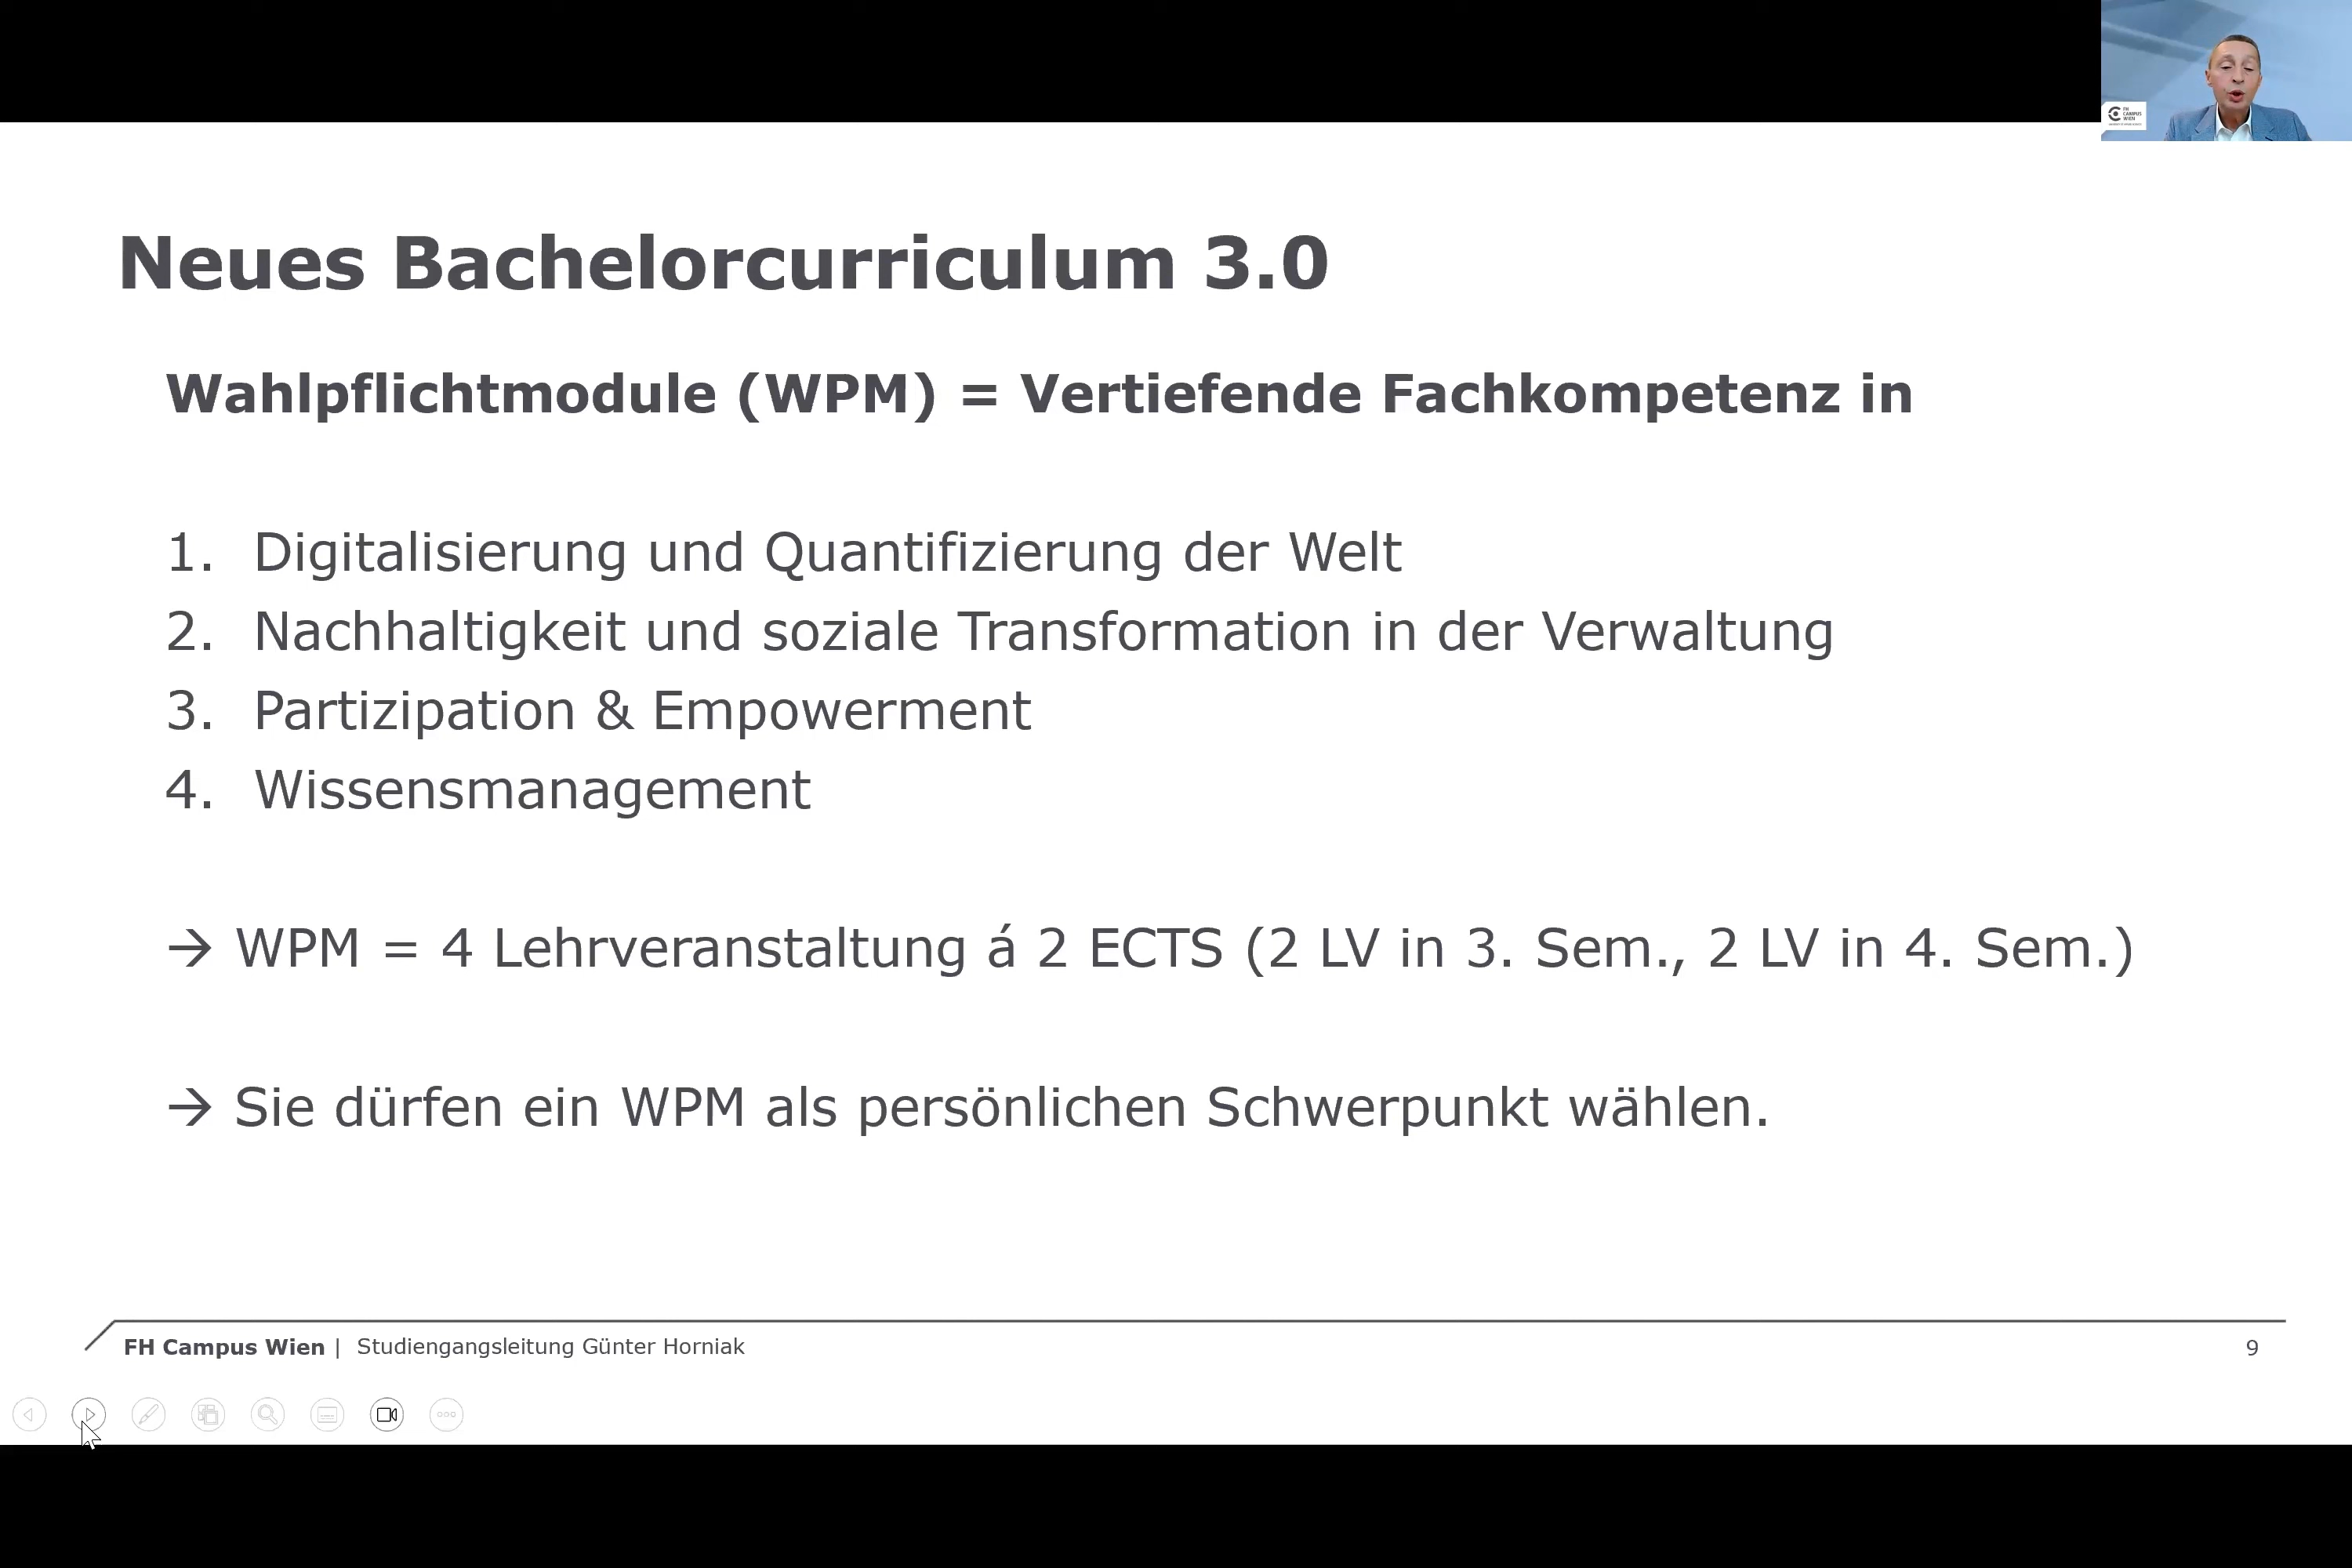 FH
CAMPUS
WIEN
Neues Bachelorcurriculum 3.0
Wahlpflichtmodule (WPM) = Vertiefende Fachkompetenz in
1. Digitalisierung und Quantifizierung der Welt
2. Nachhaltigkeit und soziale Transformation in der Verwaltung
3. Partizipation & Empowerment
4. Wissensmanagement
→ WPM = 4 Lehrveranstaltung á 2 ECTS (2 LV in 3. Sem., 2 LV in 4. Sem.)
→ Sie dürfen ein WPM als persönlichen Schwerpunkt wählen.
FH Campus Wien | Studiengangsleitung Günter Horniak
9